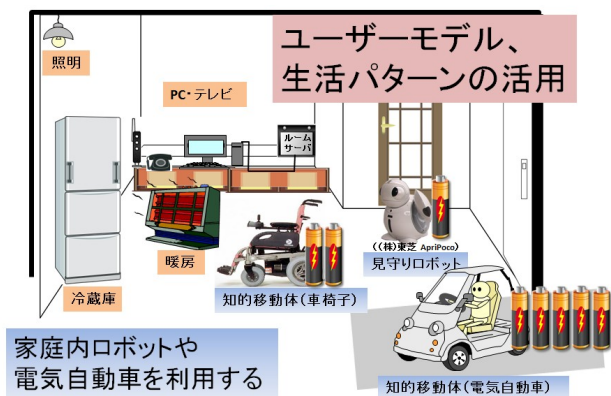 ユーザーモデル、
生活パターンの活用
照明
PC・テレビ
ルーム
サーバ
暖房
冷蔵庫
((株)東芝 ApriPoco)
見守りロボット
知的移動体(車椅子)
家庭内ロボットや
電気自動車を利用する
知的移動体(電気自動車)